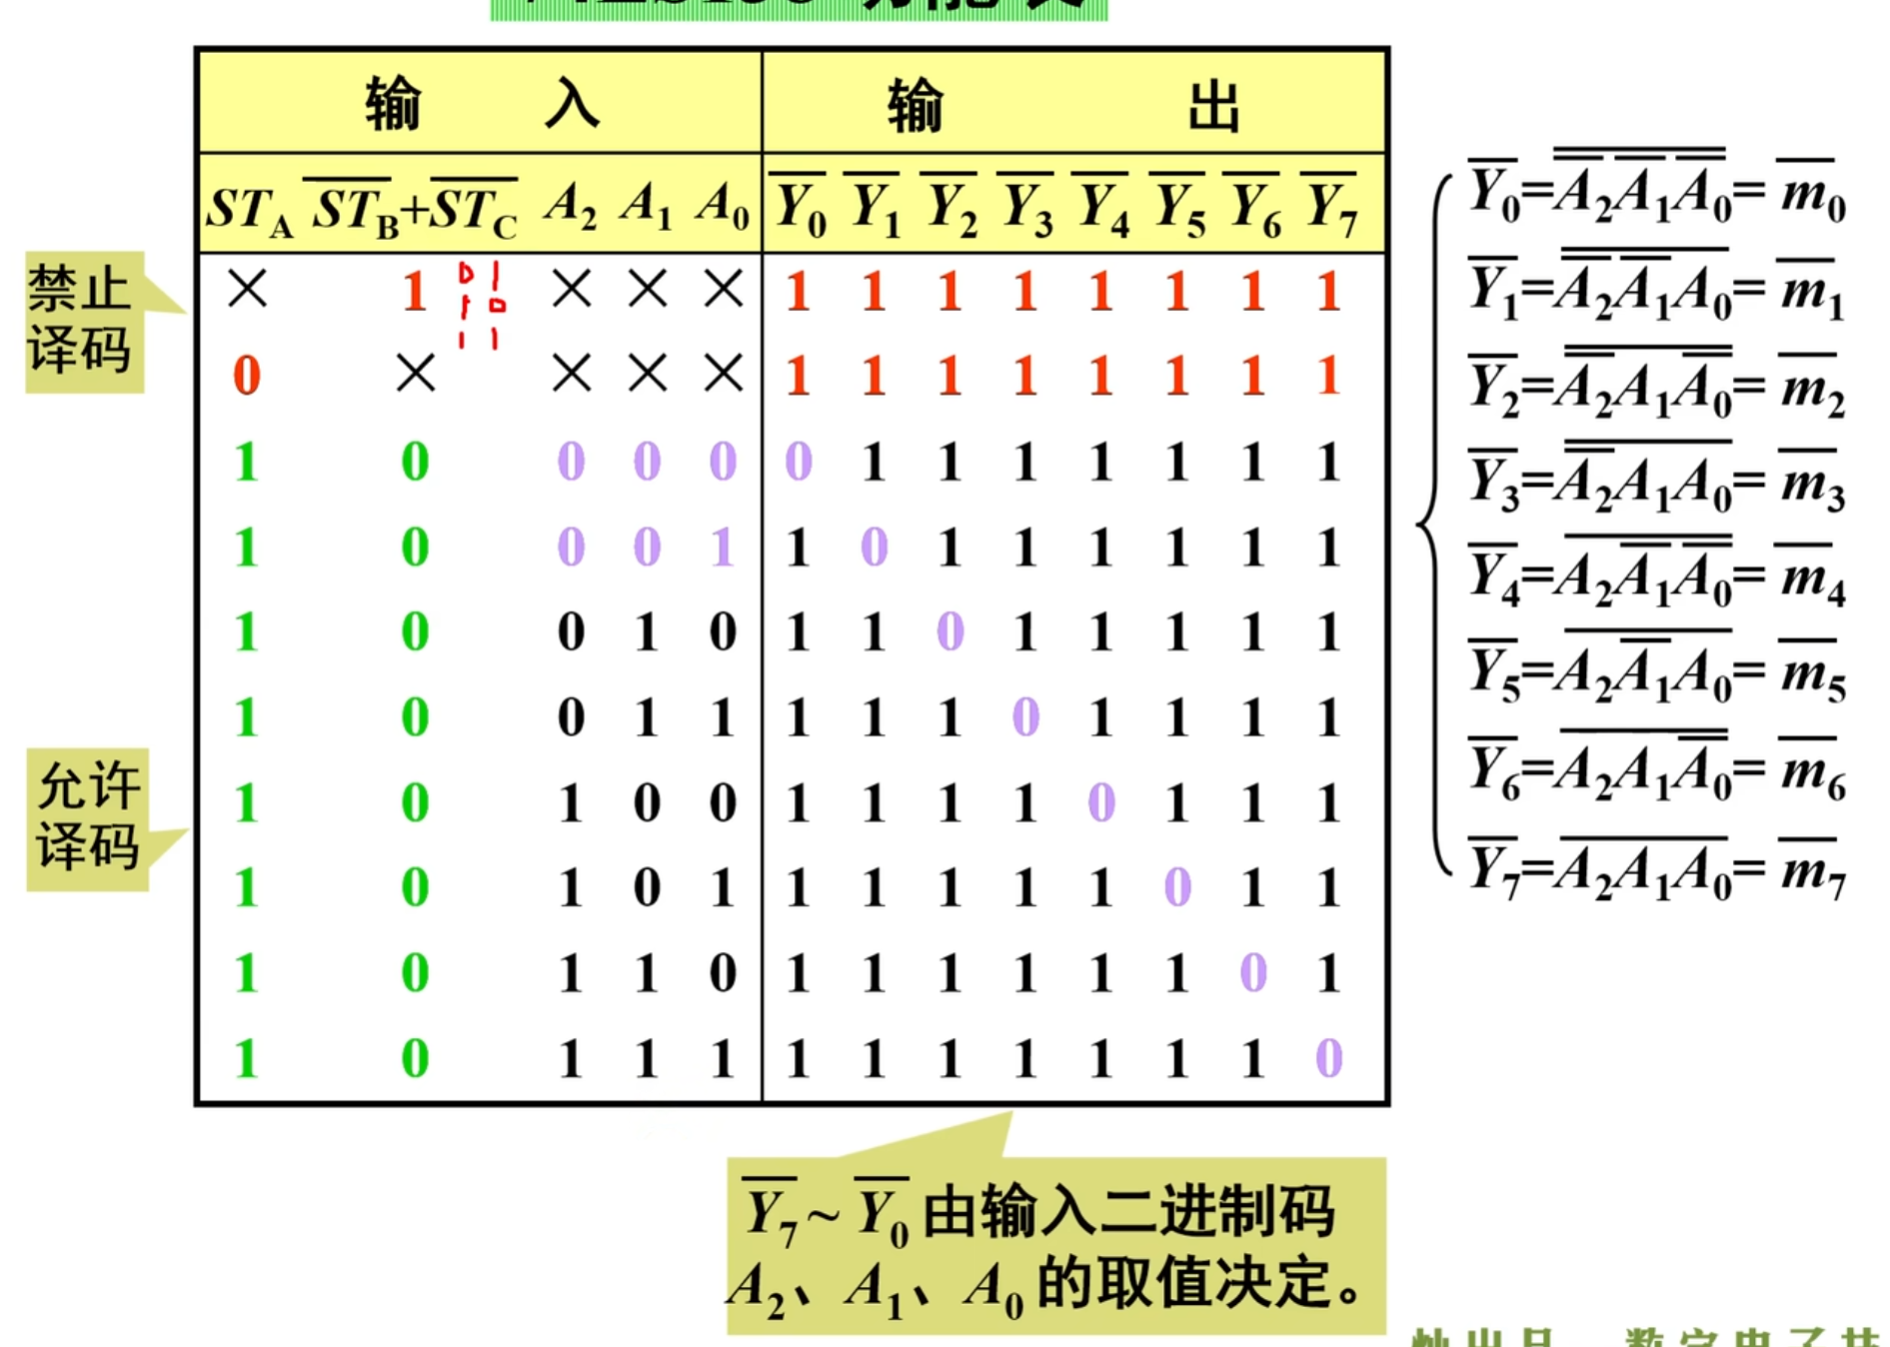 输 入 输 出
ST_A \overline{ST_B}+\overline{ST_C} A_2 A_1 A_0 \overline{Y_0} \overline{Y_1} \overline{Y_2} \overline{Y_3} \overline{Y_4} \overline{Y_5} \overline{Y_6} \overline{Y_7}
禁止
译码
× 1 × × × 1 1 1 1 1 1 1 1
0 1
1 0
1 1
0 × × × × 1 1 1 1 1 1 1 1
1 0 0 0 0 0 1 1 1 1 1 1 1
1 0 0 0 1 1 0 1 1 1 1 1 1
1 0 0 1 0 1 1 0 1 1 1 1 1
1 0 0 1 1 1 1 1 0 1 1 1 1
允许
译码
1 0 1 0 0 1 1 1 1 0 1 1 1
1 0 1 0 1 1 1 1 1 1 0 1 1
1 0 1 1 0 1 1 1 1 1 1 0 1
1 0 1 1 1 1 1 1 1 1 1 1 0
\overline{Y_0}=\overline{\overline{A_2}\,\overline{A_1}\,\overline{A_0}}=\overline{m_0}
\overline{Y_1}=\overline{\overline{A_2}\,\overline{A_1}A_0}=\overline{m_1}
\overline{Y_2}=\overline{\overline{A_2}A_1\overline{A_0}}=\overline{m_2}
\overline{Y_3}=\overline{\overline{A_2}A_1A_0}=\overline{m_3}
\overline{Y_4}=\overline{A_2\overline{A_1}\,\overline{A_0}}=\overline{m_4}
\overline{Y_5}=\overline{A_2\overline{A_1}A_0}=\overline{m_5}
\overline{Y_6}=\overline{A_2A_1\overline{A_0}}=\overline{m_6}
\overline{Y_7}=\overline{A_2A_1A_0}=\overline{m_7}
\overline{Y_7}~\overline{Y_0} 由输入二进制码
A_2、A_1、A_0 的取值决定。